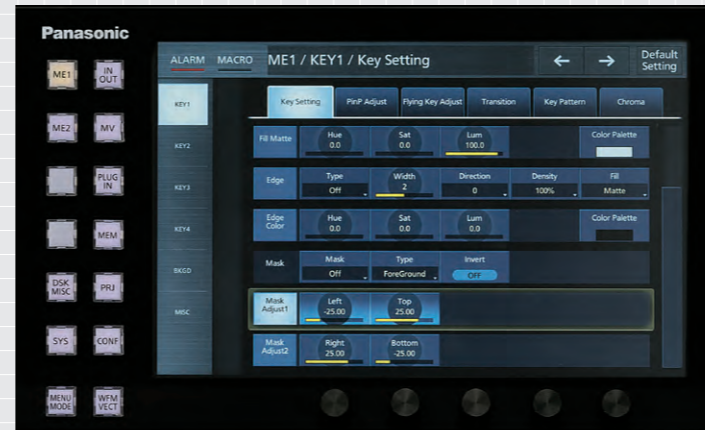 Panasonic
ALARM MACRO ME1 / KEY1 / Key Setting ← → Default
Setting
ME1 IN
OUT
KEY1 Key Setting PinP Adjust Flying Key Adjust Transition Key Pattern Chroma
ME2 MV
KEY2 Fill Matte Hue
0.0 Sat
0.0 Lum
100.0 Color Palette
PLUG
IN
KEY3 Edge Type
Off Width
2 Direction
0 Density
100% Fill
Matte
MEM
KEY4 Edge
Color Hue
0.0 Sat
0.0 Lum
0.0 Color Palette
BKGD Mask Mask
Off Type
ForeGround Invert
OFF
DSK
MISC PRJ
MISC Mask
Adjust1 Left
-25.00 Top
25.00
SYS CONF
Mask
Adjust2 Right
25.00 Bottom
-25.00
MENU
MODE WFM
VECT